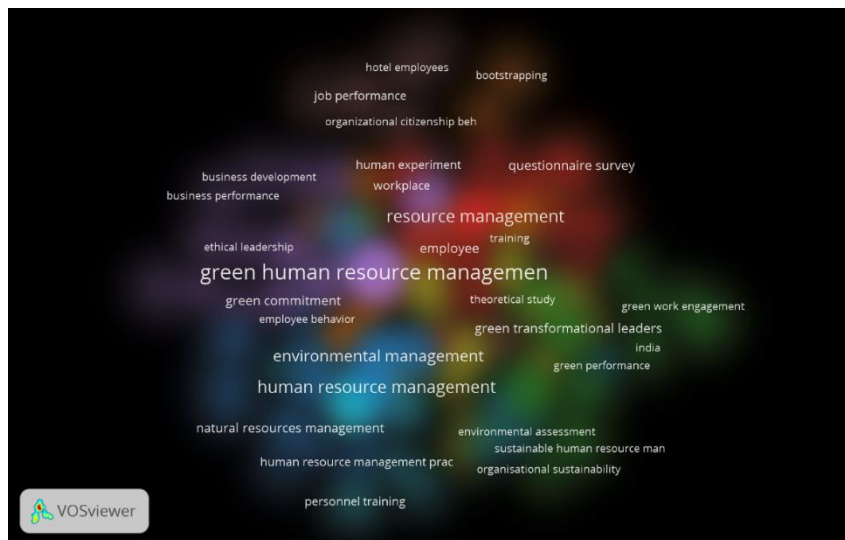 hotel employees
bootstrapping
job performance
organizational citizenship beh
human experiment
questionnaire survey
business development
workplace
business performance
resource management
training
ethical leadership
employee
green human resource managemen
green commitment
theoretical study
green work engagement
employee behavior
green transformational leaders
india
environmental management
green performance
human resource management
natural resources management
environmental assessment
sustainable human resource man
human resource management prac
organisational sustainability
personnel training
VOSviewer